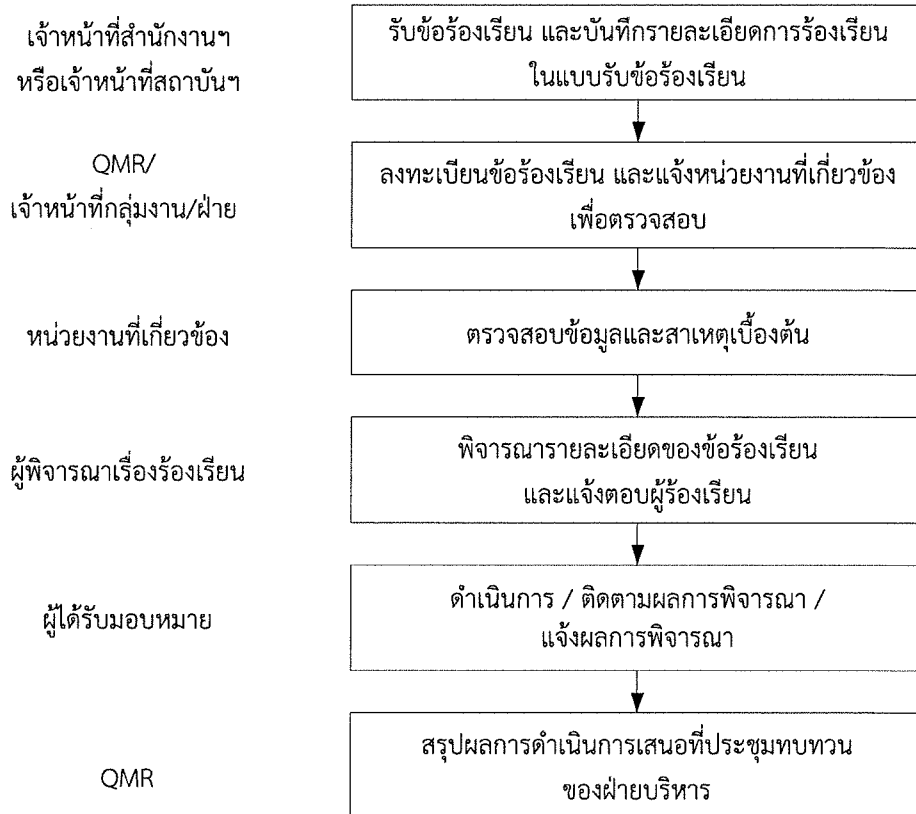 เจ้าหน้าที่สำนักงานฯ
หรือเจ้าหน้าที่สถาบันฯ
รับข้อร้องเรียน และบันทึกรายละเอียดการร้องเรียน
ในแบบรับข้อร้องเรียน
QMR/
เจ้าหน้าที่กลุ่มงาน/ฝ่าย
ลงทะเบียนข้อร้องเรียน และแจ้งหน่วยงานที่เกี่ยวข้อง
เพื่อตรวจสอบ
หน่วยงานที่เกี่ยวข้อง
ตรวจสอบข้อมูลและสาเหตุเบื้องต้น
ผู้พิจารณาเรื่องร้องเรียน
พิจารณารายละเอียดของข้อร้องเรียน
และแจ้งตอบผู้ร้องเรียน
ผู้ได้รับมอบหมาย
ดำเนินการ / ติดตามผลการพิจารณา /
แจ้งผลการพิจารณา
QMR
สรุปผลการดำเนินการเสนอที่ประชุมทบทวน
ของฝ่ายบริหาร